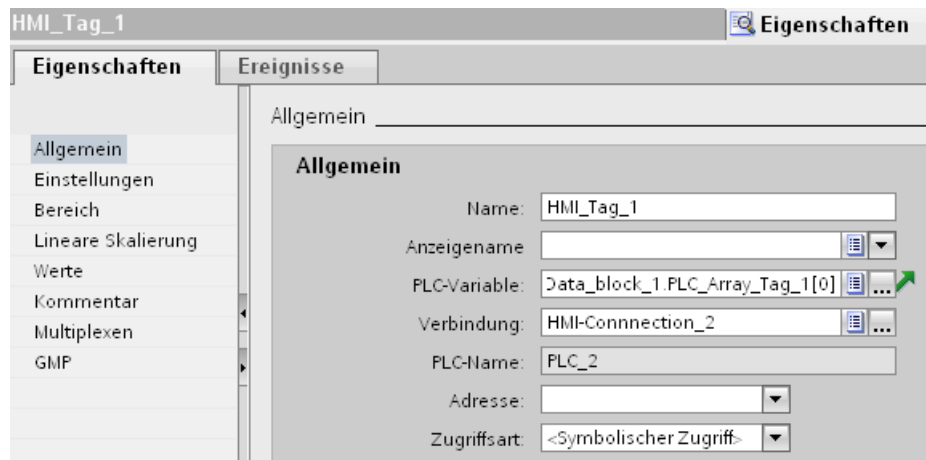 HMI_Tag_1
Eigenschaften
Eigenschaften
Ereignisse
Allgemein
Einstellungen
Bereich
Lineare Skalierung
Werte
Kommentar
Multiplexen
GMP
Allgemein
Allgemein
Name: HMI_Tag_1
Anzeigename
PLC-Variable: Data_block_1.PLC_Array_Tag_1[0] ...
Verbindung: HMI-Connnection_2 ...
PLC-Name: PLC_2
Adresse:
Zugriffsart: <Symbolischer Zugriff>